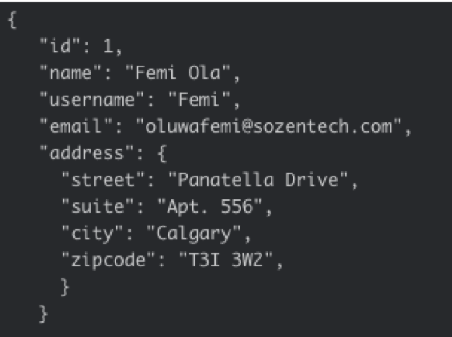 {
"id": 1,
"name": "Femi Ola",
"username": "Femi",
"email": "oluwafemi@sozentech.com",
"address": {
"street": "Panatella Drive",
"suite": "Apt. 556",
"city": "Calgary",
"zipcode": "T3I 3W2",
}
}